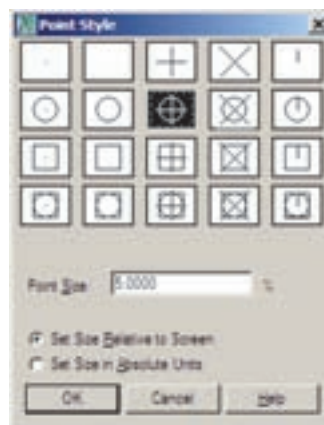 Point Style
Point Size 5.0000 %
Set Size Relative to Screen
Set Size in Absolute Units
OK Cancel Help